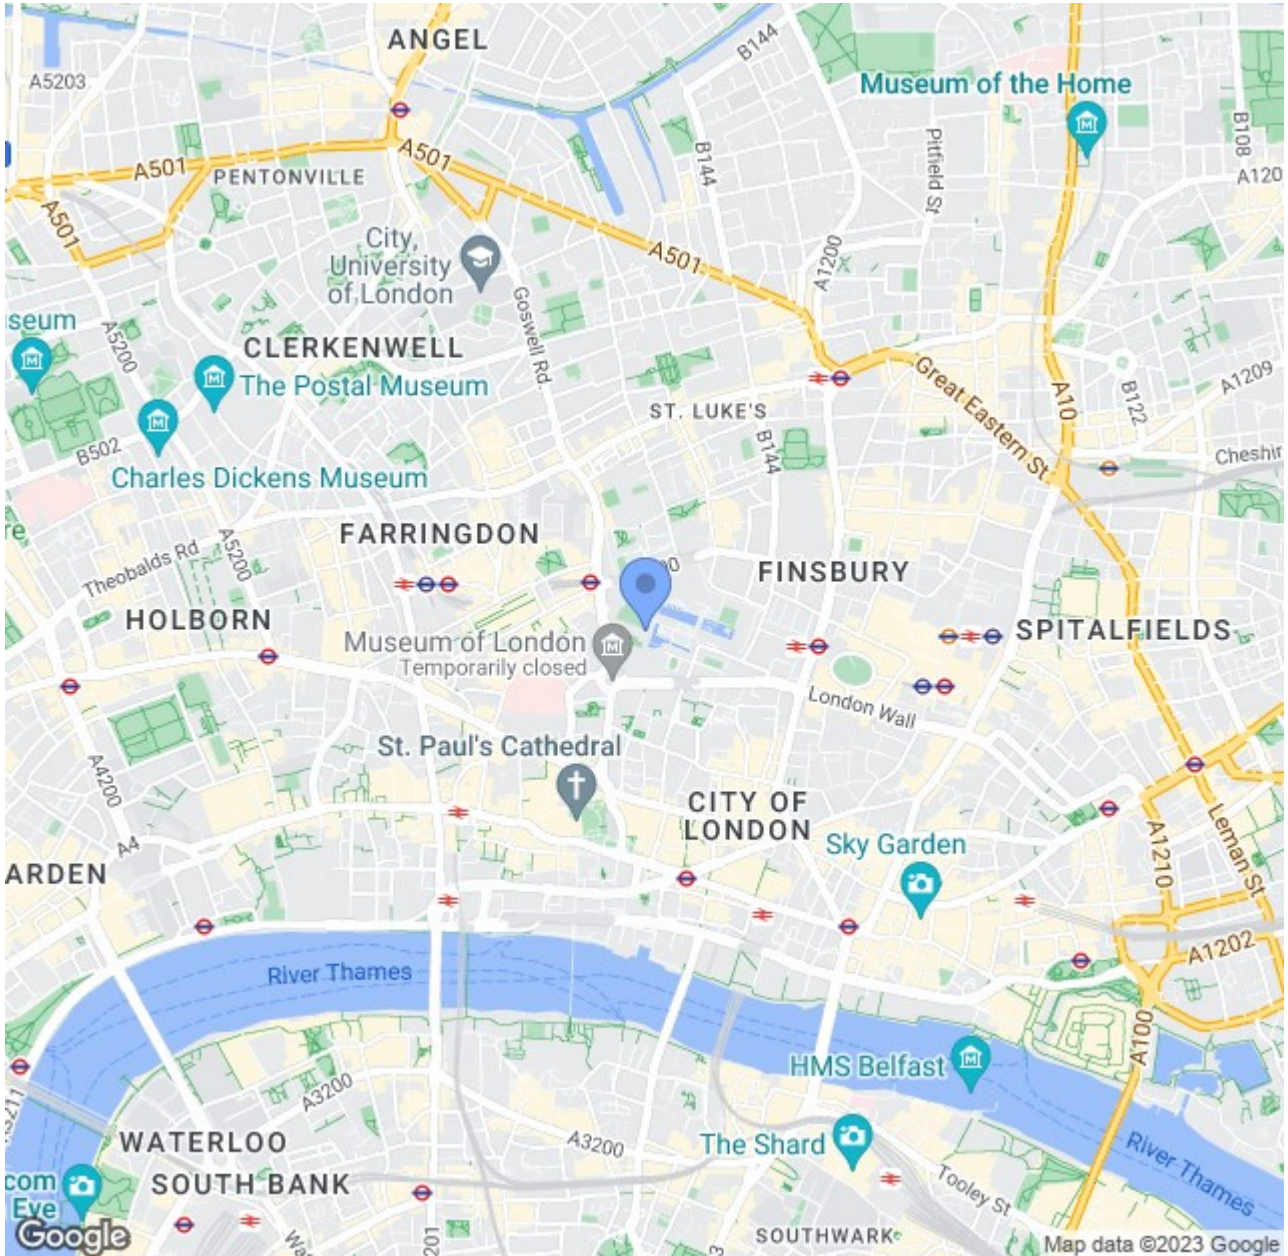 ANGEL
B144
A5203
Museum of the Home
A501
A501
PENTONVILLE
B144
Pitfield St
B108
A120
A501
City,
University
of London
A501
A1200
Goswell Rd
seum
A5200
CLERKENWELL
The Postal Museum
Great Eastern St
A10
B122
A1209
ST. LUKE'S
B502
B144
Charles Dickens Museum
Cheshir
re
FARRINGDON
A5200
Theobalds Rd
00
FINSBURY
HOLBORN
SPITALFIELDS
Museum of London
Temporarily closed
London Wall
St. Paul's Cathedral
A4200
CITY OF
LONDON
A4
Sky Garden
A1210
Leman St
ARDEN
A1202
River Thames
A100
HMS Belfast
A3211
A3200
WATERLOO
A3200
The Shard
River Thames
com
Eye
SOUTH BANK
Tooley St
201
Wa
SOUTHWARK
Google
Map data ©2023 Google